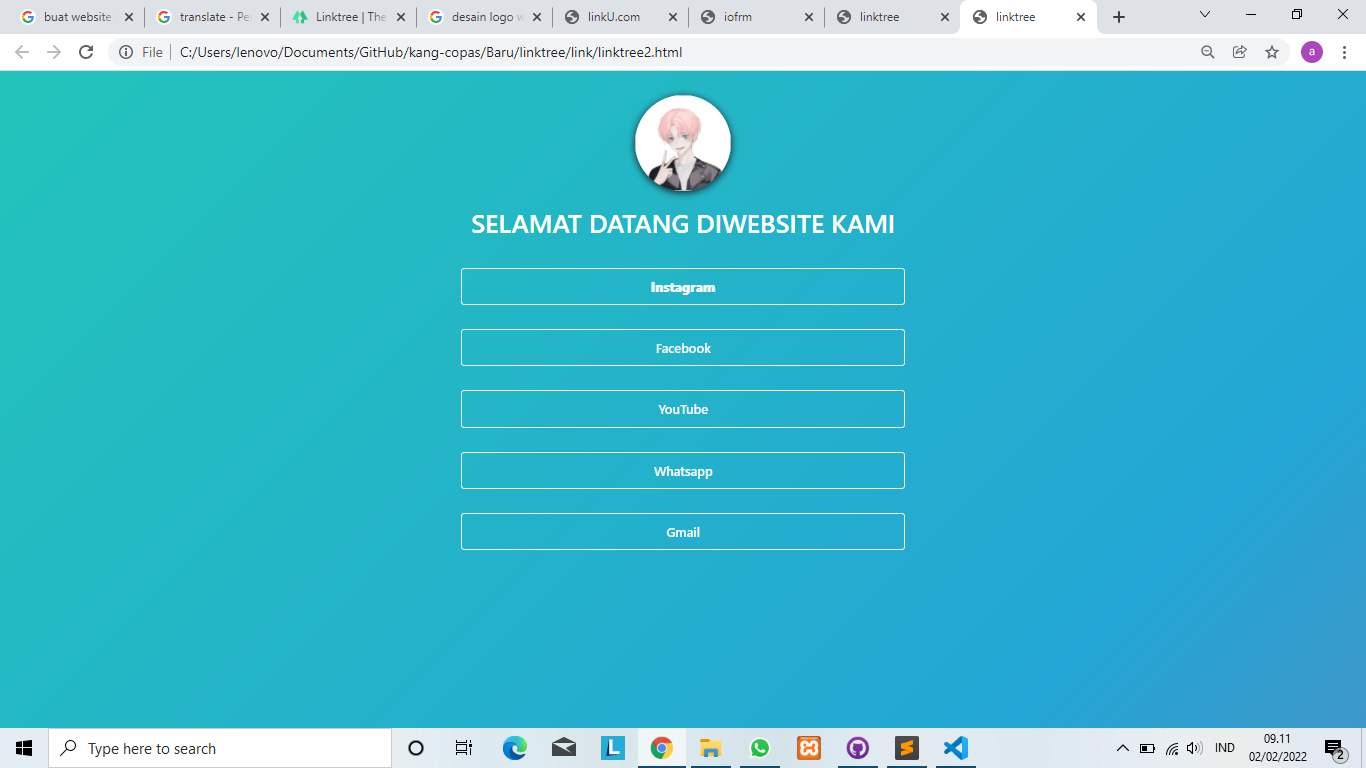 buat website
translate - Pe
Linktree | The
desain logo w
linkU.com
iofrm
linktree
linktree
File
C:/Users/lenovo/Documents/GitHub/kang-copas/Baru/linktree/link/linktree2.html
a
SELAMAT DATANG DIWEBSITE KAMI
Instagram
Facebook
YouTube
Whatsapp
Gmail
Type here to search
L
IND
09.11
02/02/2022
2